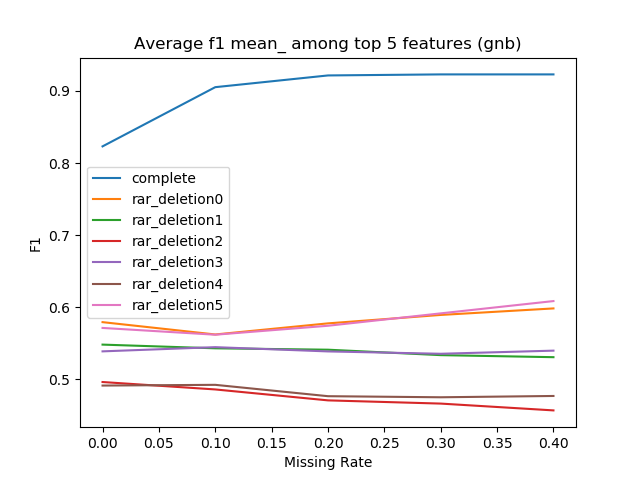 Average f1 mean_ among top 5 features (gnb)
F1
0.9
0.8
0.7
0.6
0.5
complete
rar_deletion0
rar_deletion1
rar_deletion2
rar_deletion3
rar_deletion4
rar_deletion5
0.00 0.05 0.10 0.15 0.20 0.25 0.30 0.35 0.40
Missing Rate